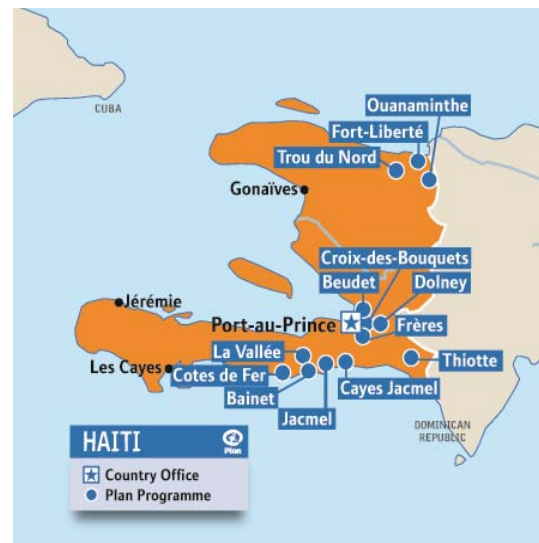 CUBA
Ouanaminthe
Fort-Liberté
Trou du Nord
Gonaïves
Croix-des-Bouquets
Beudet
Dolney
Jérémie
Port-au-Prince
Frères
La Vallée
Thiotte
Les Cayes
Cotes de Fer
Cayes Jacmel
Bainet
Jacmel
DOMINICAN
REPUBLIC
HAITI
Plan
Country Office
Plan Programme